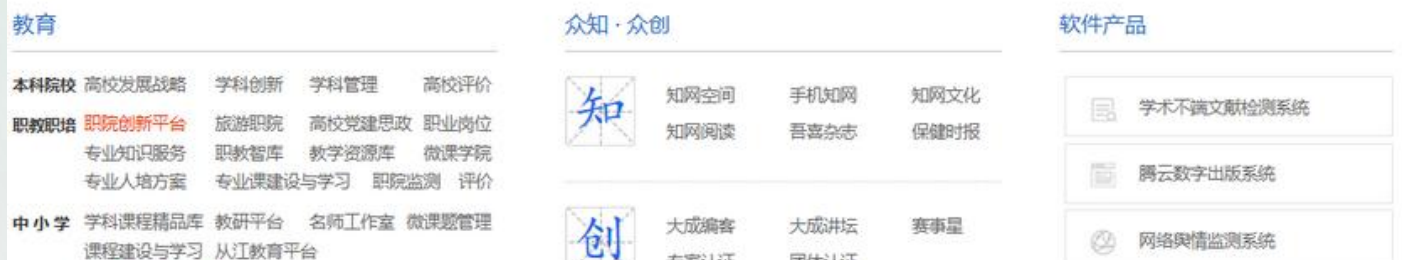 教育
本科院校 高校发展战略 学科创新 学科管理 高校评价
职教职培 职院创新平台 旅游职院 高校党建思政 职业岗位
专业知识服务 职教智库 教学资源库 微课学院
专业人培方案 专业课建设与学习 职院监测 评价
中小学 学科课程精品库 教研平台 名师工作室 微课题管理
课程建设与学习 从江教育平台
众知·众创
知
知网空间 手机知网 知网文化
知网阅读 吾喜杂志 保健时报
创
大成编客 大成讲坛 赛事星
软件产品
学术不端文献检测系统
腾云数字出版系统
网络舆情监测系统